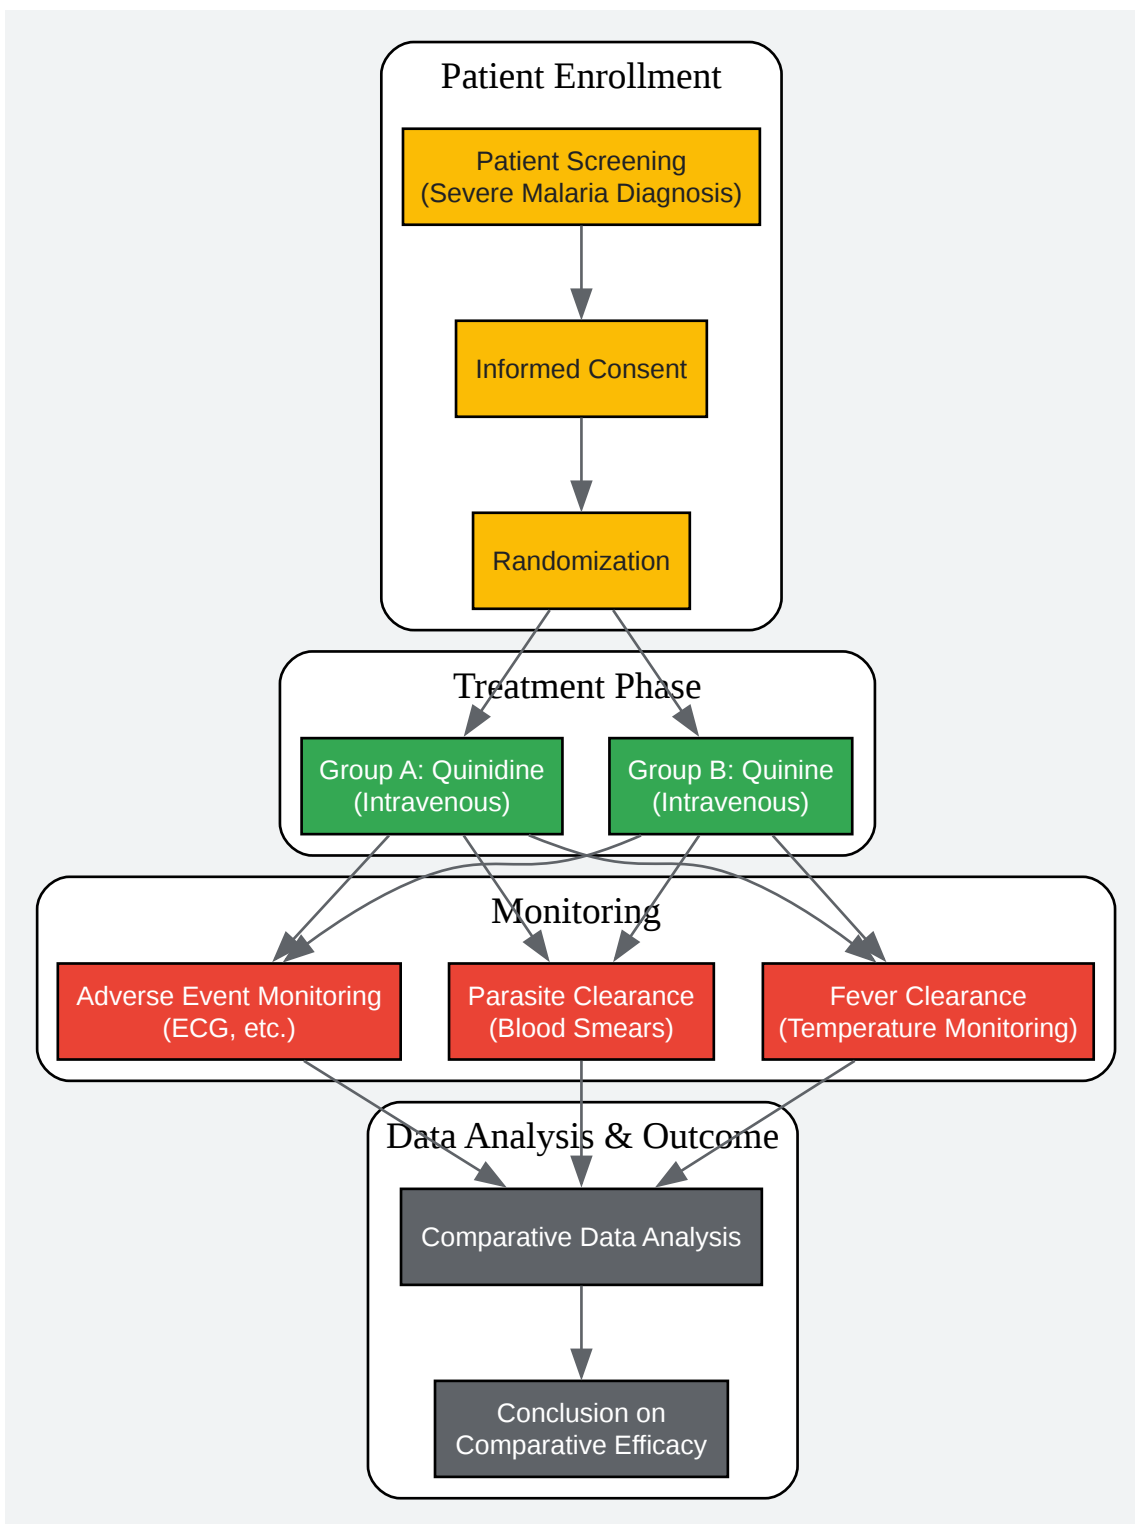 Patient Enrollment
Patient Screening
(Severe Malaria Diagnosis)
Informed Consent
Randomization
Treatment Phase
Group A: Quinidine
(Intravenous)
Group B: Quinine
(Intravenous)
Monitoring
Adverse Event Monitoring
(ECG, etc.)
Parasite Clearance
(Blood Smears)
Fever Clearance
(Temperature Monitoring)
Data Analysis & Outcome
Comparative Data Analysis
Conclusion on
Comparative Efficacy